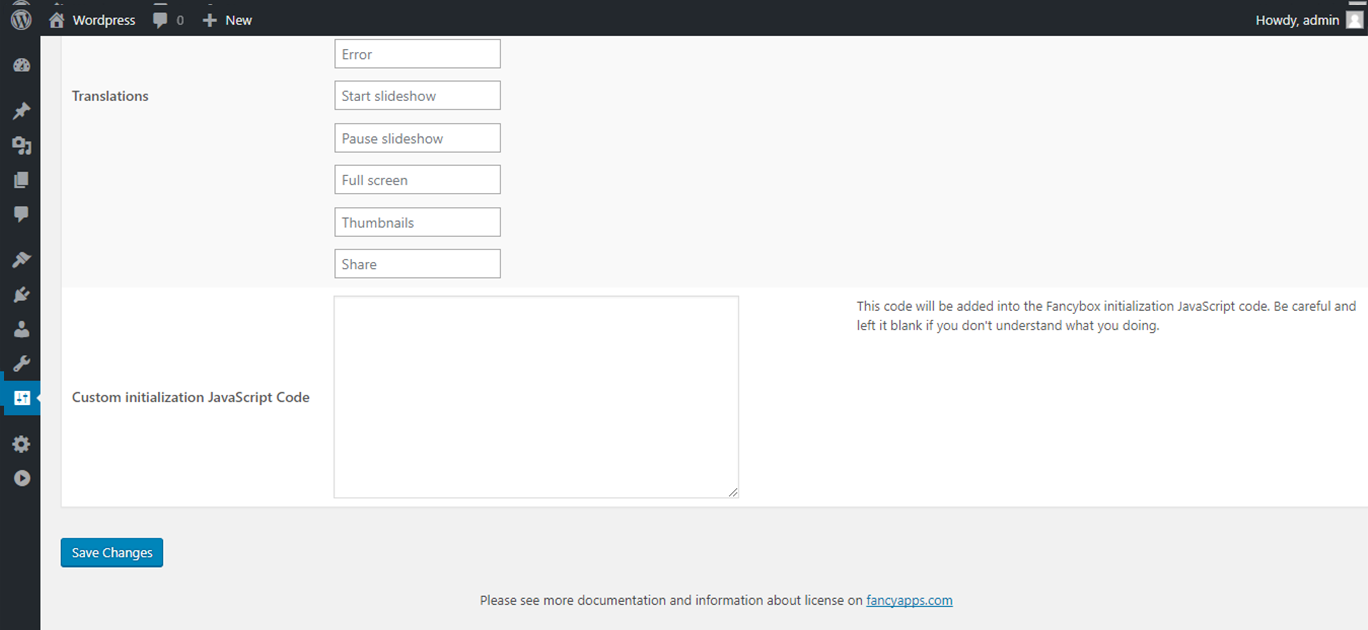 Wordpress 0 New Howdy, admin
Error
Translations Start slideshow
Pause slideshow
Full screen
Thumbnails
Share
This code will be added into the Fancybox initialization JavaScript code. Be careful and
left it blank if you don't understand what you doing.
Custom initialization JavaScript Code
Save Changes
Please see more documentation and information about license on fancyapps.com